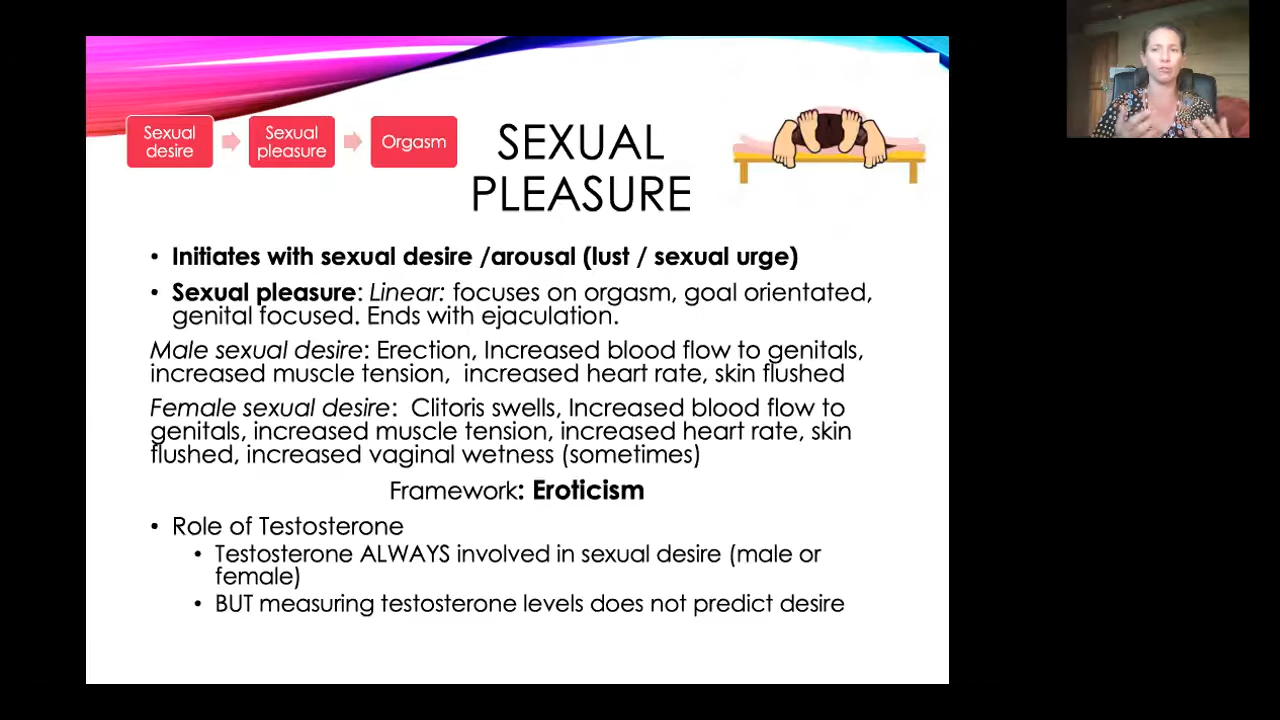 Sexual desire
Sexual pleasure
Orgasm
SEXUAL
PLEASURE
• Initiates with sexual desire /arousal (lust / sexual urge)
• Sexual pleasure: Linear: focuses on orgasm, goal orientated,
genital focused. Ends with ejaculation.
Male sexual desire: Erection, Increased blood flow to genitals,
increased muscle tension, increased heart rate, skin flushed
Female sexual desire: Clitoris swells, Increased blood flow to
genitals, increased muscle tension, increased heart rate, skin
flushed, increased vaginal wetness (sometimes)
Framework: Eroticism
• Role of Testosterone
• Testosterone ALWAYS involved in sexual desire (male or
female)
• BUT measuring testosterone levels does not predict desire